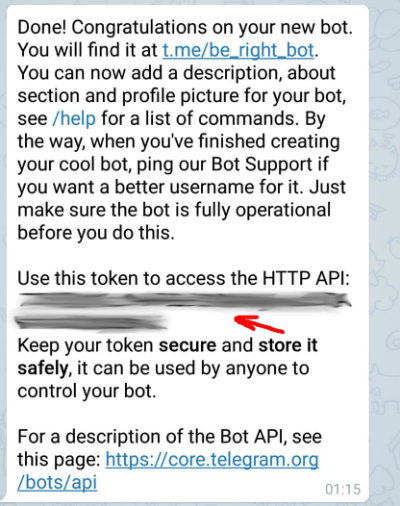 Done! Congratulations on your new bot.
You will find it at t.me/be_right_bot.
You can now add a description, about
section and profile picture for your bot,
see /help for a list of commands. By
the way, when you've finished creating
your cool bot, ping our Bot Support if
you want a better username for it. Just
make sure the bot is fully operational
before you do this.
Use this token to access the HTTP API:
Keep your token secure and store it
safely, it can be used by anyone to
control your bot.
For a description of the Bot API, see
this page: https://core.telegram.org
/bots/api
01:15